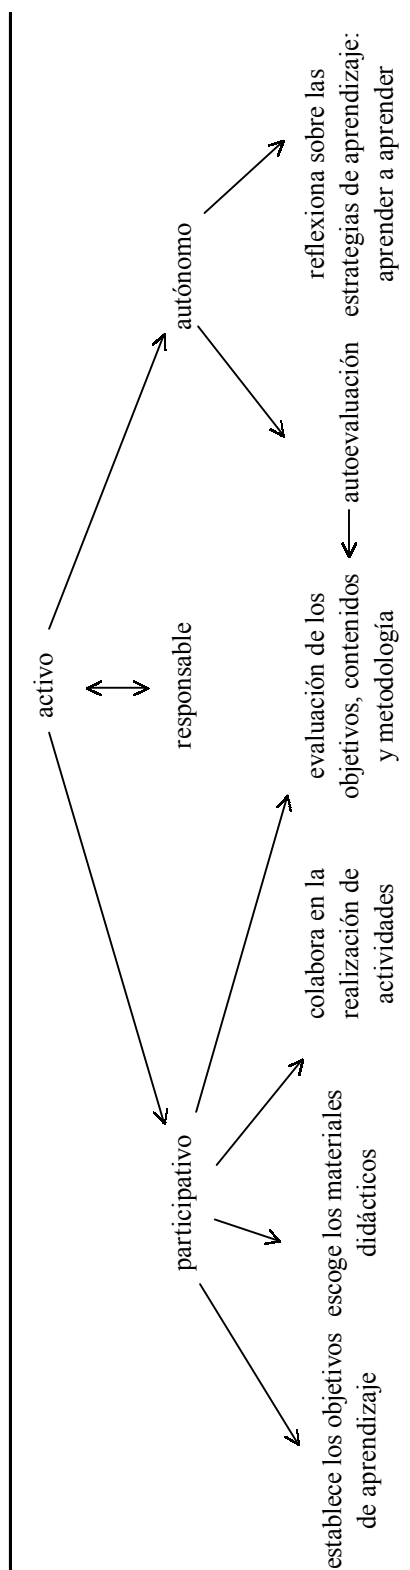 activo
participativo
responsable
autónomo
establece los objetivos
de aprendizaje
escoge los materiales
didácticos
colabora en la
realización de
actividades
evaluación de los
objetivos, contenidos
y metodología
autoevaluación
reflexiona sobre las
estrategias de aprendizaje:
aprender a aprender